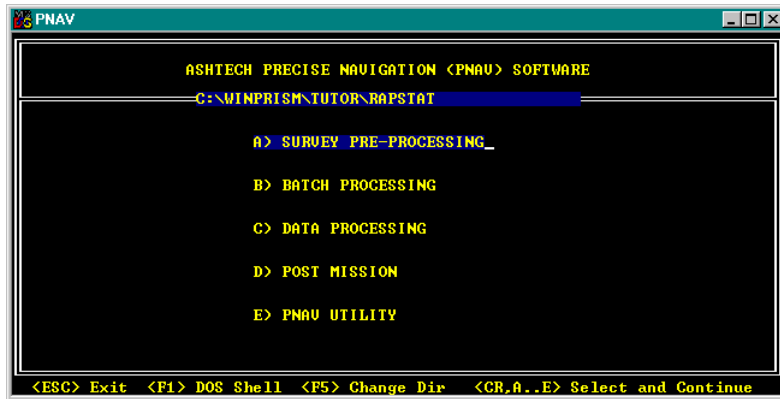 PNAV
ASHTECH PRECISE NAVIGATION (PNAV) SOFTWARE
C:\WINPRISM\TUTOR\RAPSTAT
A) SURVEY PRE-PROCESSING_
B) BATCH PROCESSING
C) DATA PROCESSING
D) POST MISSION
E) PNAV UTILITY
<ESC> Exit <F1> DOS Shell <F5> Change Dir <CR,A..E> Select and Continue